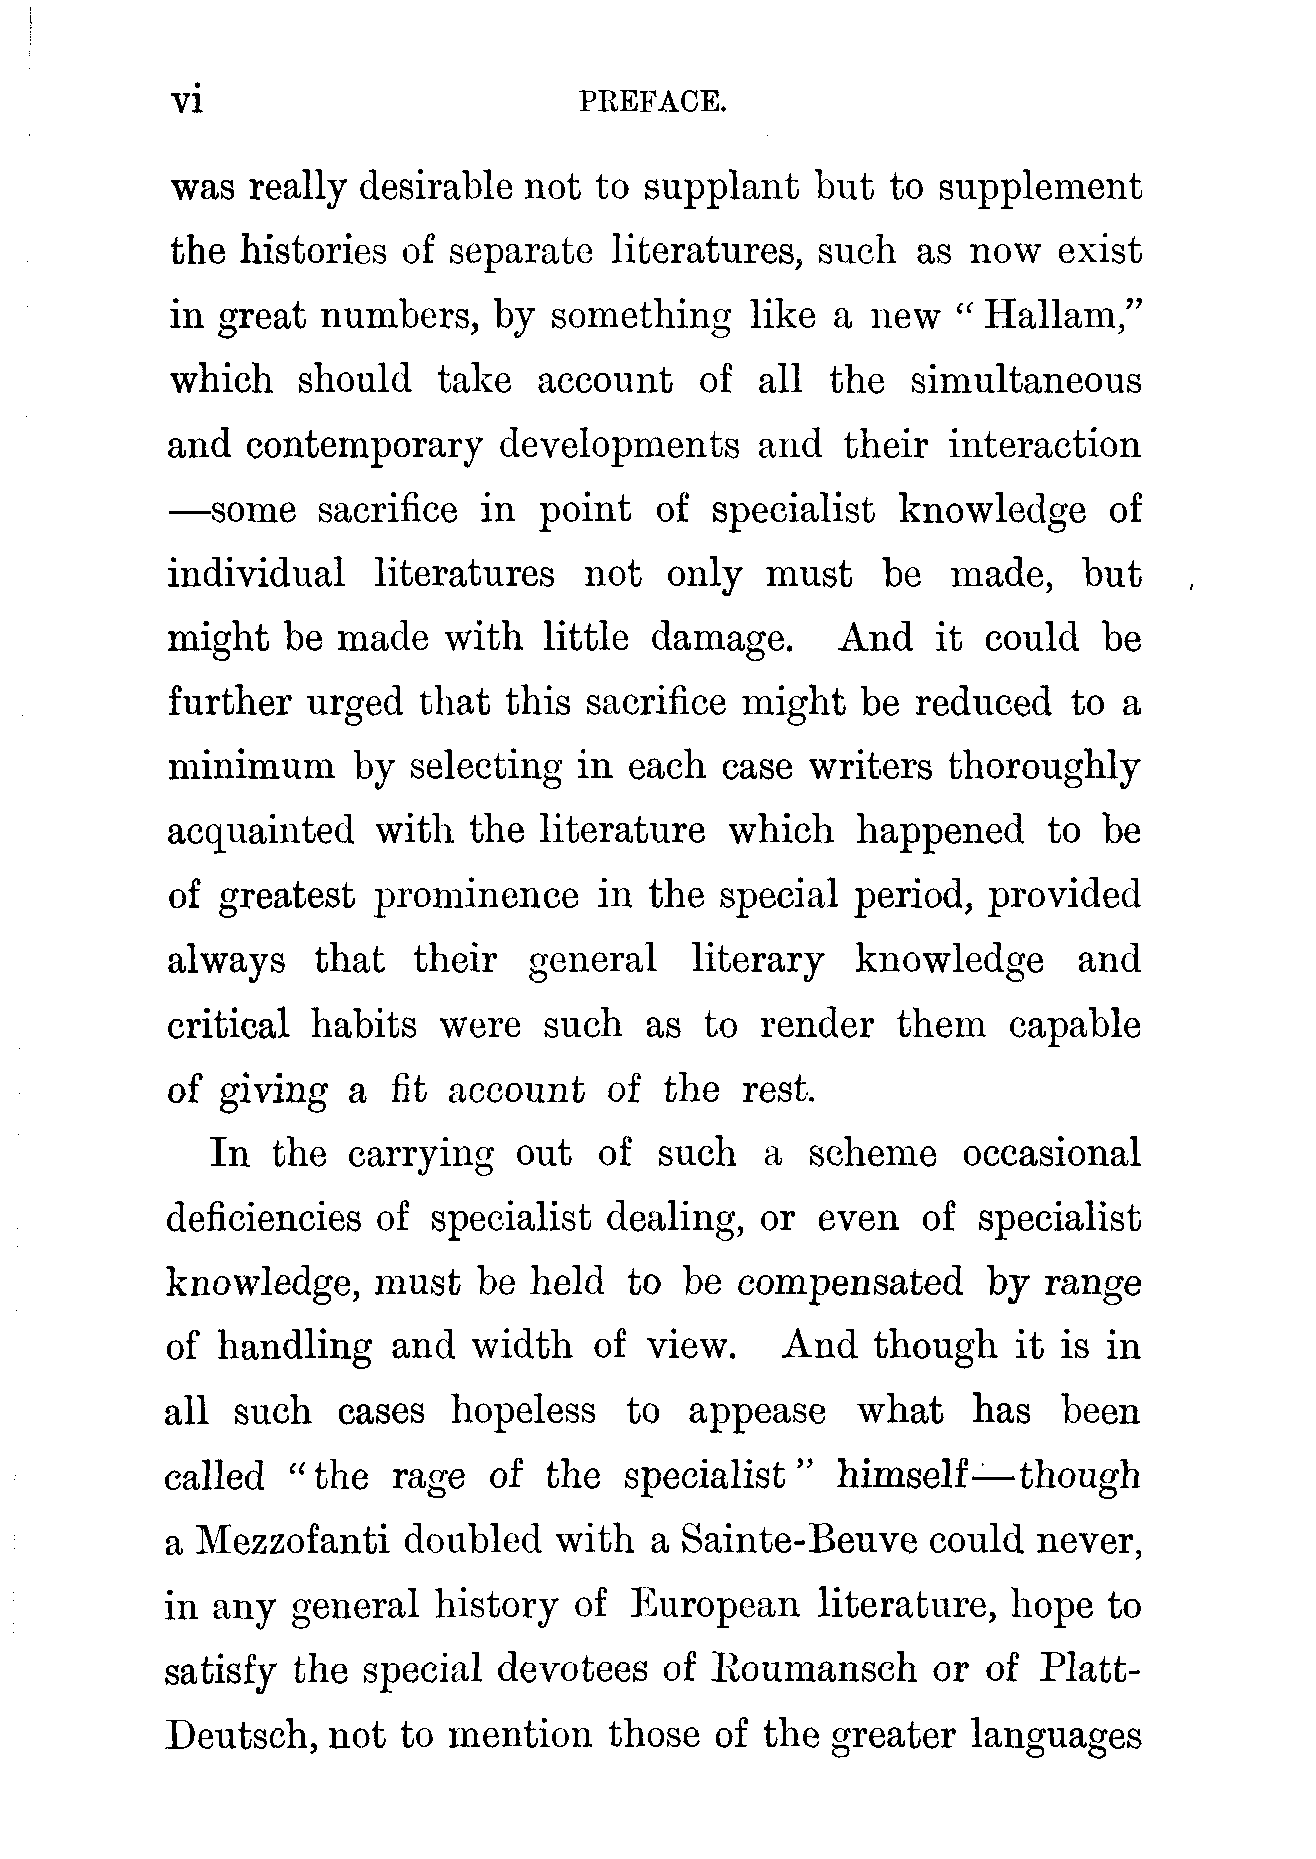 vi PREFACE.
was really desirable not to supplant but to supplement
the histories of separate literatures, such as now exist
in great numbers, by something like a new “ Hallam,”
which should take account of all the simultaneous
and contemporary developments and their interaction
—some sacrifice in point of specialist knowledge of
individual literatures not only must be made, but
might be made with little damage. And it could be
further urged that this sacrifice might be reduced to a
minimum by selecting in each case writers thoroughly
acquainted with the literature which happened to be
of greatest prominence in the special period, provided
always that their general literary knowledge and
critical habits were such as to render them capable
of giving a fit account of the rest.
In the carrying out of such a scheme occasional
deficiencies of specialist dealing, or even of specialist
knowledge, must be held to be compensated by range
of handling and width of view. And though it is in
all such cases hopeless to appease what has been
called “ the rage of the specialist ” himself—though
a Mezzofanti doubled with a Sainte-Beuve could never,
in any general history of European literature, hope to
satisfy the special devotees of Roumansch or of Platt-
Deutsch, not to mention those of the greater languages